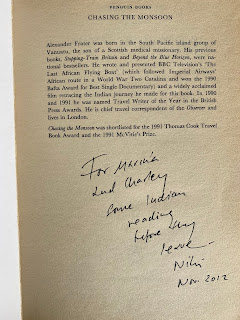 PENGUIN BOOKS
CHASING THE MONSOON
Alexander Frater was born in the South Pacific island group of
Vanuatu, the son of a Scottish medical missionary. His previous
books, Stopping-Train Britain and Beyond the Blue Horizon, were na-
tional bestsellers. He wrote and presented BBC Television's 'The
Last African Flying Boat' (which followed Imperial Airways'
African route in a World War Two Catalina and won the 1990
Bafta Award for Best Single Documentary) and a widely acclaimed
film retracing the Indian journey he made for this book. In 1990
and 1991 he was named Travel Writer of the Year in the British
Press Awards. He is chief travel correspondent of the Observer and
lives in London.
Chasing the Monsoon was shortlisted for the 1991 Thomas Cook Travel
Book Award and the 1991 McVitie's Prize.
For
and Charley
Some Indian
reading
before they
leave
Nov. 2012